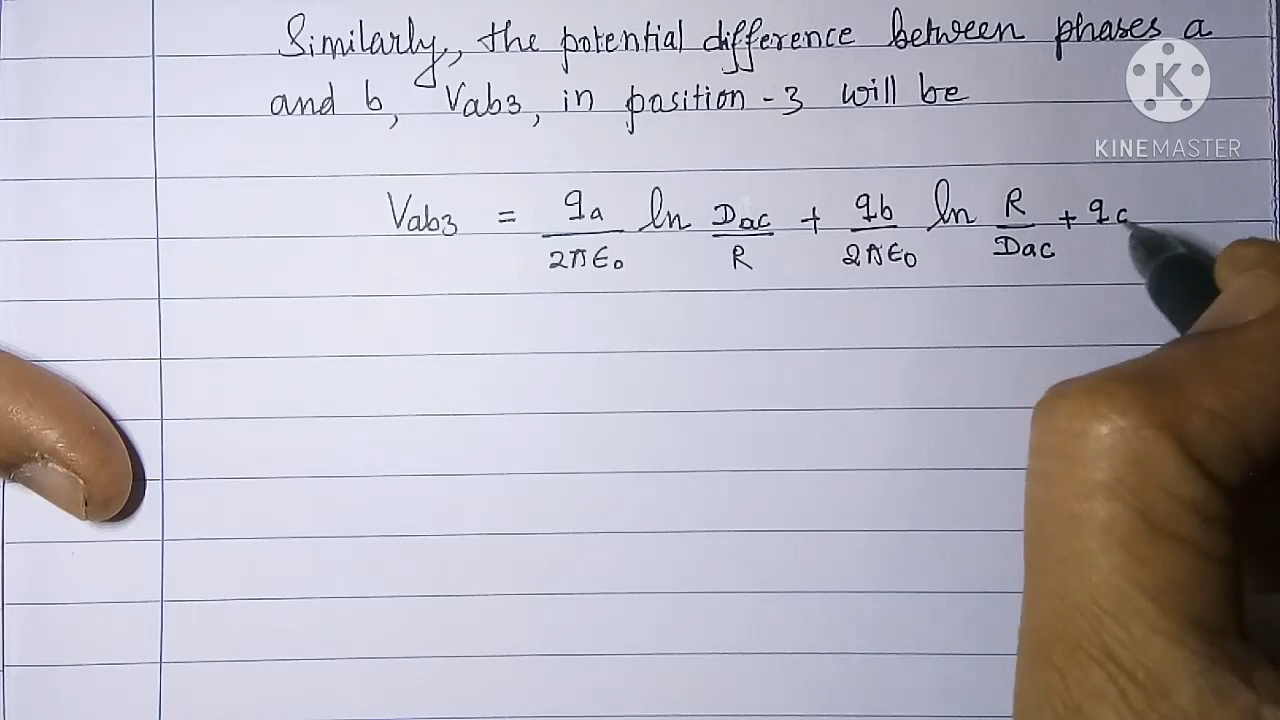 Similarly, the potential difference between phases a
and b, Vab3, in position - 3 will be
K
KINEMASTER
Vab3 = qa/2πϵ0 ln Dac/R + qb/2πϵ0 ln R/Dac + qc